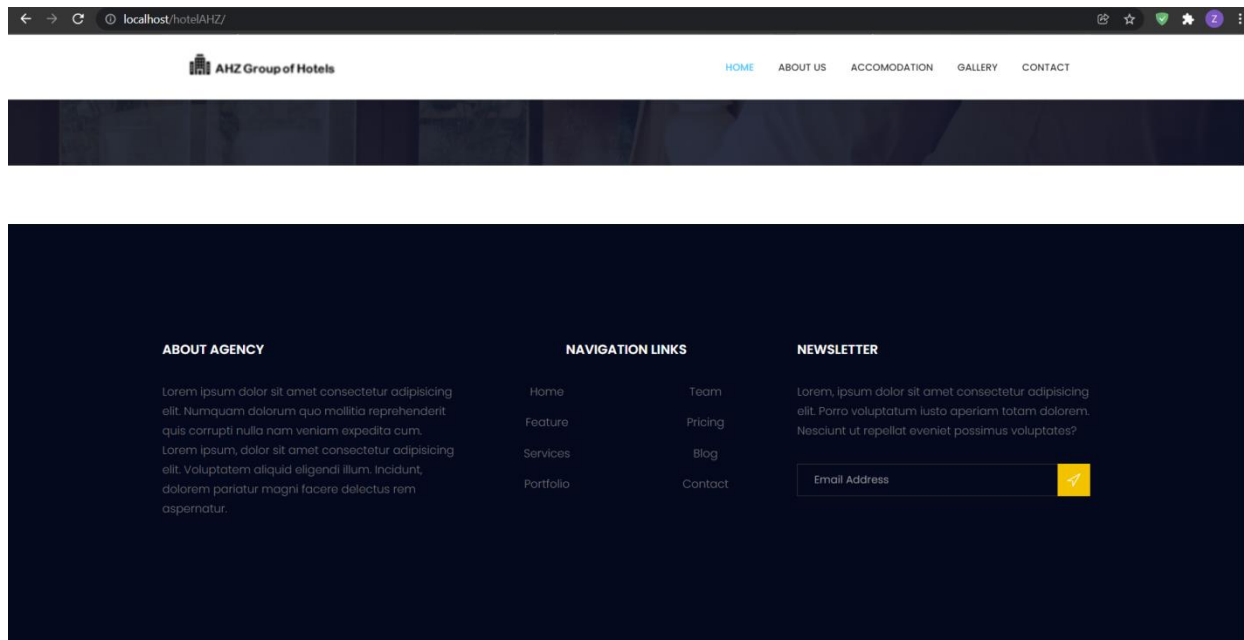 localhost/hotelAHZ/
Z
AHZ Group of Hotels
HOME ABOUT US ACCOMODATION GALLERY CONTACT
ABOUT AGENCY
Lorem ipsum dolor sit amet consectetur adipisicing
elit. Numquam dolorum quo mollitia reprehenderit
quis corrupti nulla nam veniam expedita cum.
Lorem ipsum, dolor sit amet consectetur adipisicing
elit. Voluptatem aliquid eligendi illum. Incidunt,
dolorem pariatur magni facere delectus rem
aspernatur.
NAVIGATION LINKS
Home Team
Feature Pricing
Services Blog
Portfolio Contact
NEWSLETTER
Lorem, ipsum dolor sit amet consectetur adipisicing
elit. Porro voluptatum iusto aperiam totam dolorem.
Nesciunt ut repellat eveniet possimus voluptates?
Email Address